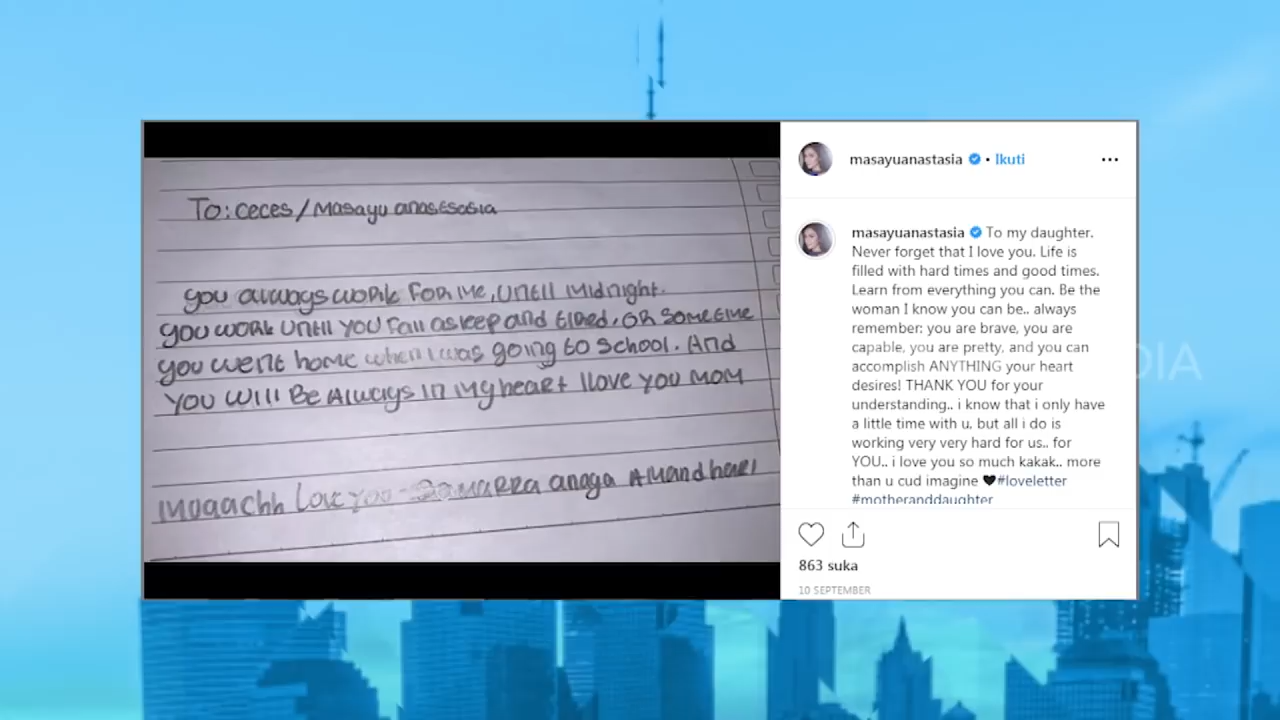 To: ceces/Masayu anasesosia
you always work For Me, UNtil Midnight.
you work UNtil you Fall asleep and tired, OR Sometime
you went home when I was going to School. And
you will Be Always in My heart I love you Mom
Muaachh Love you
anaga Amandhari
masayuanastasia • Ikuti
masayuanastasia To my daughter.
Never forget that I love you. Life is
filled with hard times and good times.
Learn from everything you can. Be the
woman I know you can be.. always
remember: you are brave, you are
capable, you are pretty, and you can
accomplish ANYTHING your heart
desires! THANK YOU for your
understanding.. i know that i only have
a little time with u. but all i do is
working very very hard for us.. for
YOU.. i love you so much kakak.. more
than u cud imagine 🖤#loveletter
#motheranddaughter
863 suka
10 SEPTEMBER
DIA